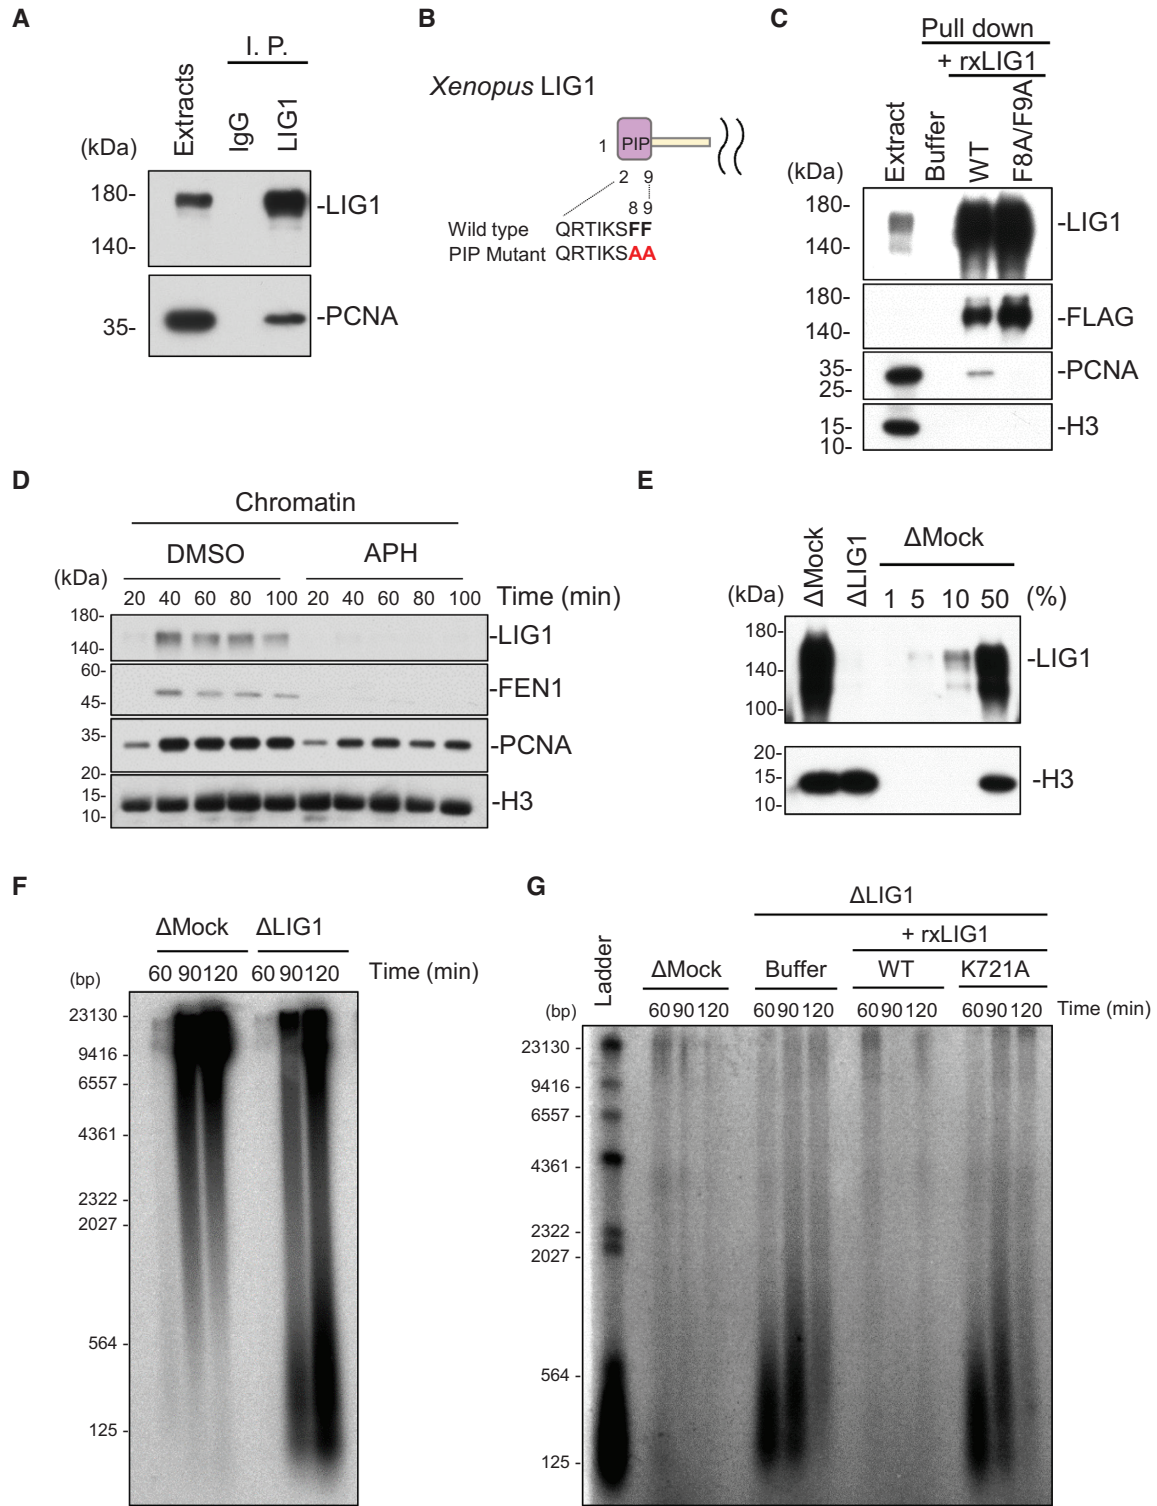 A
I. P.
Extracts
IgG
LIG1
(kDa)
180-
-LIG1
140-
35-
-PCNA
B
Xenopus LIG1
1
PIP
2 9
8 9
Wild type QRTIKSFF
PIP Mutant QRTIKSAA
C
Pull down
+ rxLIG1
Extract
Buffer
WT
F8A/F9A
(kDa)
180-
-LIG1
140-
180-
-FLAG
140-
35-
-PCNA
25-
15-
-H3
10-
D
Chromatin
DMSO APH
(kDa)
20 40 60 80 100 20 40 60 80 100 Time (min)
180-
-LIG1
140-
60-
-FEN1
45-
35-
-PCNA
20-
15-
-H3
10-
E
ΔMock
ΔLIG1
ΔMock
(kDa) 1 5 10 50 (%)
180-
-LIG1
140-
100-
20-
15-
-H3
10-
F
ΔMock ΔLIG1
60 90 120 60 90 120 Time (min)
(bp)
23130 -
9416 -
6557 -
4361 -
2322 -
2027 -
564 -
125 -
G
ΔLIG1
+ rxLIG1
Ladder
ΔMock Buffer WT K721A
(bp) 60 90 120 60 90 120 60 90 120 60 90 120 Time (min)
23130 -
9416 -
6557 -
4361 -
2322 -
2027 -
564 -
125 -